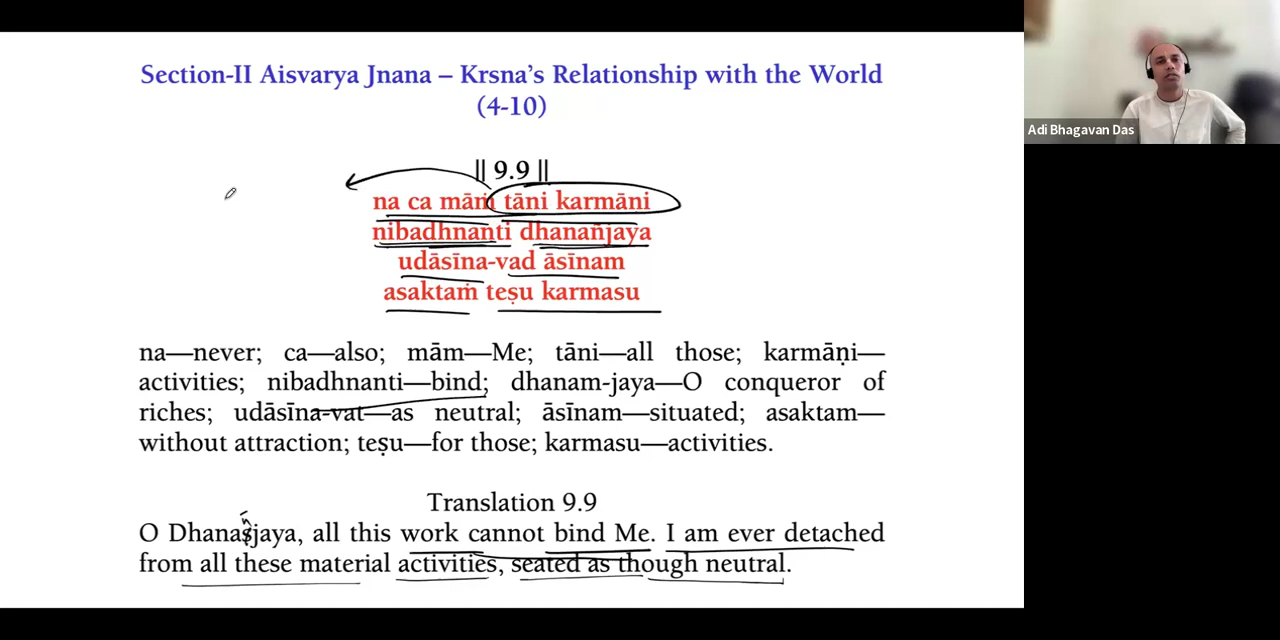 Section-II Aisvarya Jnana – Krsna's Relationship with the World
(4-10)
|| 9.9 ||
na ca māṁ tāni karmāni
nibadhnanti dhanañjaya
udāsīna-vad āsīnam
asaktaṁ teṣu karmasu
na—never; ca—also; mām—Me; tāni—all those; karmāṇi—
activities; nibadhnanti—bind; dhanam-jaya—O conqueror of
riches; udāsīna-vat—as neutral; āsīnam—situated; asaktam—
without attraction; teṣu—for those; karmasu—activities.
Translation 9.9
O Dhanañjaya, all this work cannot bind Me. I am ever detached
from all these material activities, seated as though neutral.
Adi Bhagavan Das